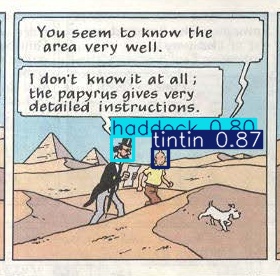 You seem to know the
area very well.
I don't know it at all;
the papyrus gives very
detailed instructions.
haddock 0.80
tintin 0.87